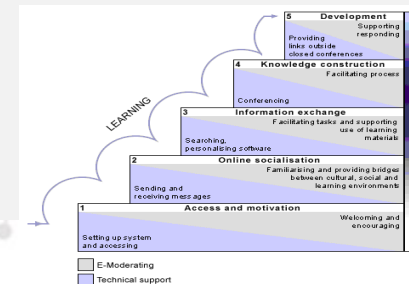 5 Development
Supporting
responding
Providing
links outside
closed conferences
4 Knowledge construction
Facilitating process
Conferencing
LEARNING
3 Information exchange
Facilitating tasks and supporting
use of learning
materials
Searching,
personalising software
2 Online socialisation
Familiarising and providing bridges
between cultural, social and
learning environments
Sending and
receiving messages
1 Access and motivation
Welcoming and
encouraging
Setting up system
and accessing
E-Moderating
Technical support